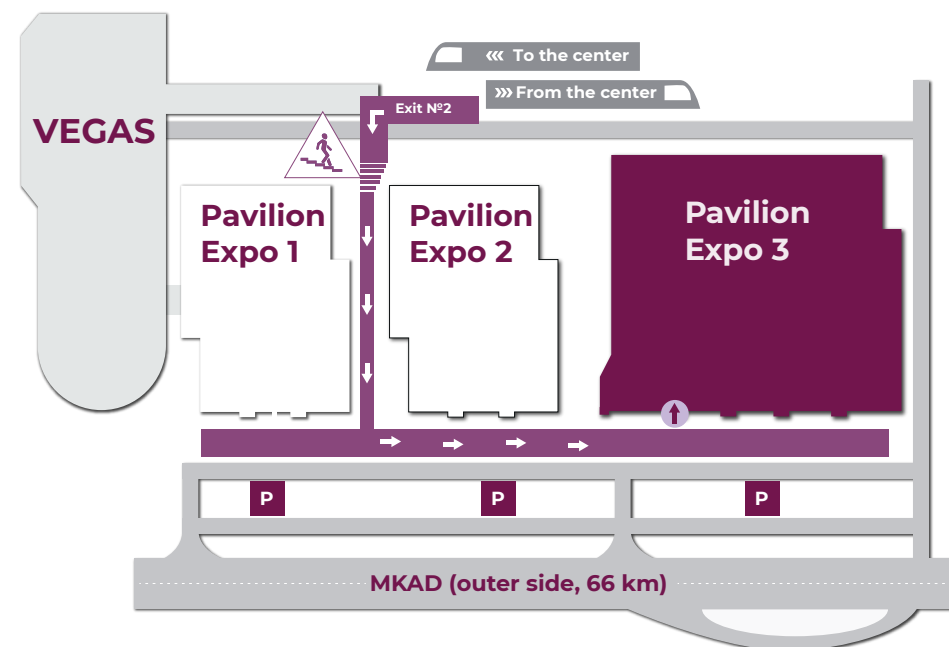 ‹‹‹ To the center
››› From the center
Exit №2
VEGAS
Pavilion
Expo 1
Pavilion
Expo 2
Pavilion
Expo 3
P
P
P
MKAD (outer side, 66 km)